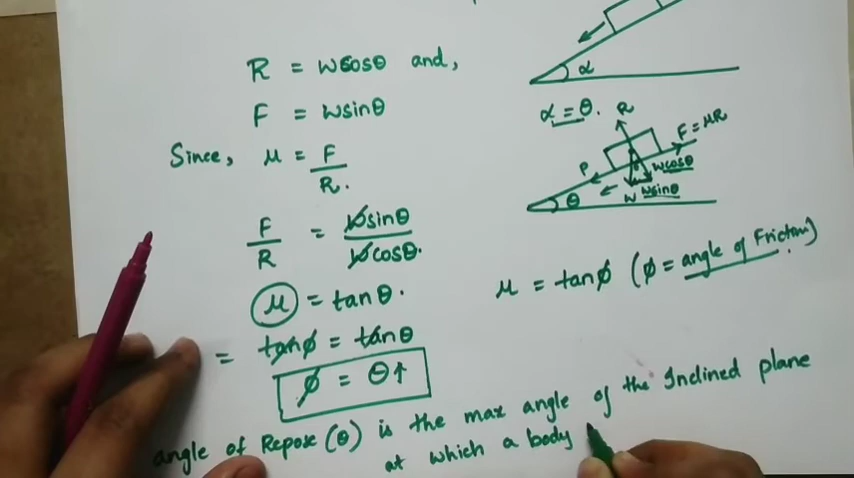 R = wcosθ and,
F = wsinθ
Since, μ = F/R.
F/R = wsinθ/wcosθ.
μ = tanθ.
= tanϕ = tanθ
ϕ = θ↑
angle of Repose (θ) is the max angle of the Inclined plane
at which a body
α
α = θ.
R
F = μR
P
wcosθ
W
wsinθ
θ
μ = tanϕ (ϕ = angle of Friction)